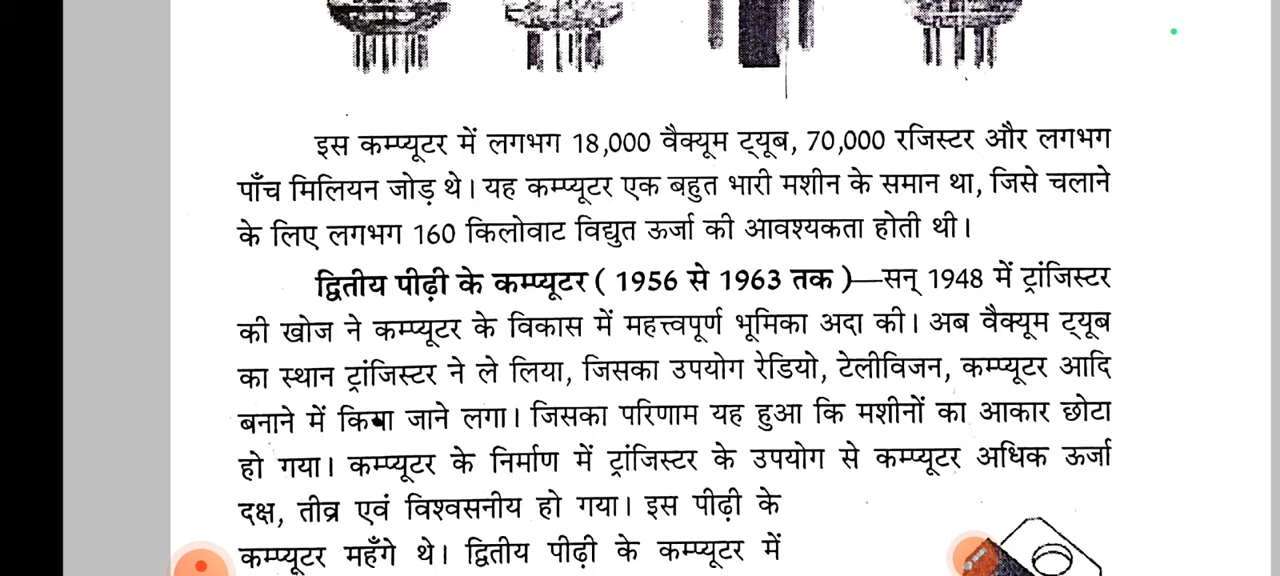 इस कम्प्यूटर में लगभग 18,000 वैक्यूम ट्यूब, 70,000 रजिस्टर और लगभग
पाँच मिलियन जोड़ थे। यह कम्प्यूटर एक बहुत भारी मशीन के समान था, जिसे चलाने
के लिए लगभग 160 किलोवाट विद्युत ऊर्जा की आवश्यकता होती थी।
द्वितीय पीढ़ी के कम्प्यूटर ( 1956 से 1963 तक )—सन् 1948 में ट्रांजिस्टर
की खोज ने कम्प्यूटर के विकास में महत्त्वपूर्ण भूमिका अदा की। अब वैक्यूम ट्यूब
का स्थान ट्रांजिस्टर ने ले लिया, जिसका उपयोग रेडियो, टेलीविजन, कम्प्यूटर आदि
बनाने में किया जाने लगा। जिसका परिणाम यह हुआ कि मशीनों का आकार छोटा
हो गया। कम्प्यूटर के निर्माण में ट्रांजिस्टर के उपयोग से कम्प्यूटर अधिक ऊर्जा
दक्ष, तीव्र एवं विश्वसनीय हो गया। इस पीढ़ी के
कम्प्यूटर महँगे थे। द्वितीय पीढ़ी के कम्प्यूटर में